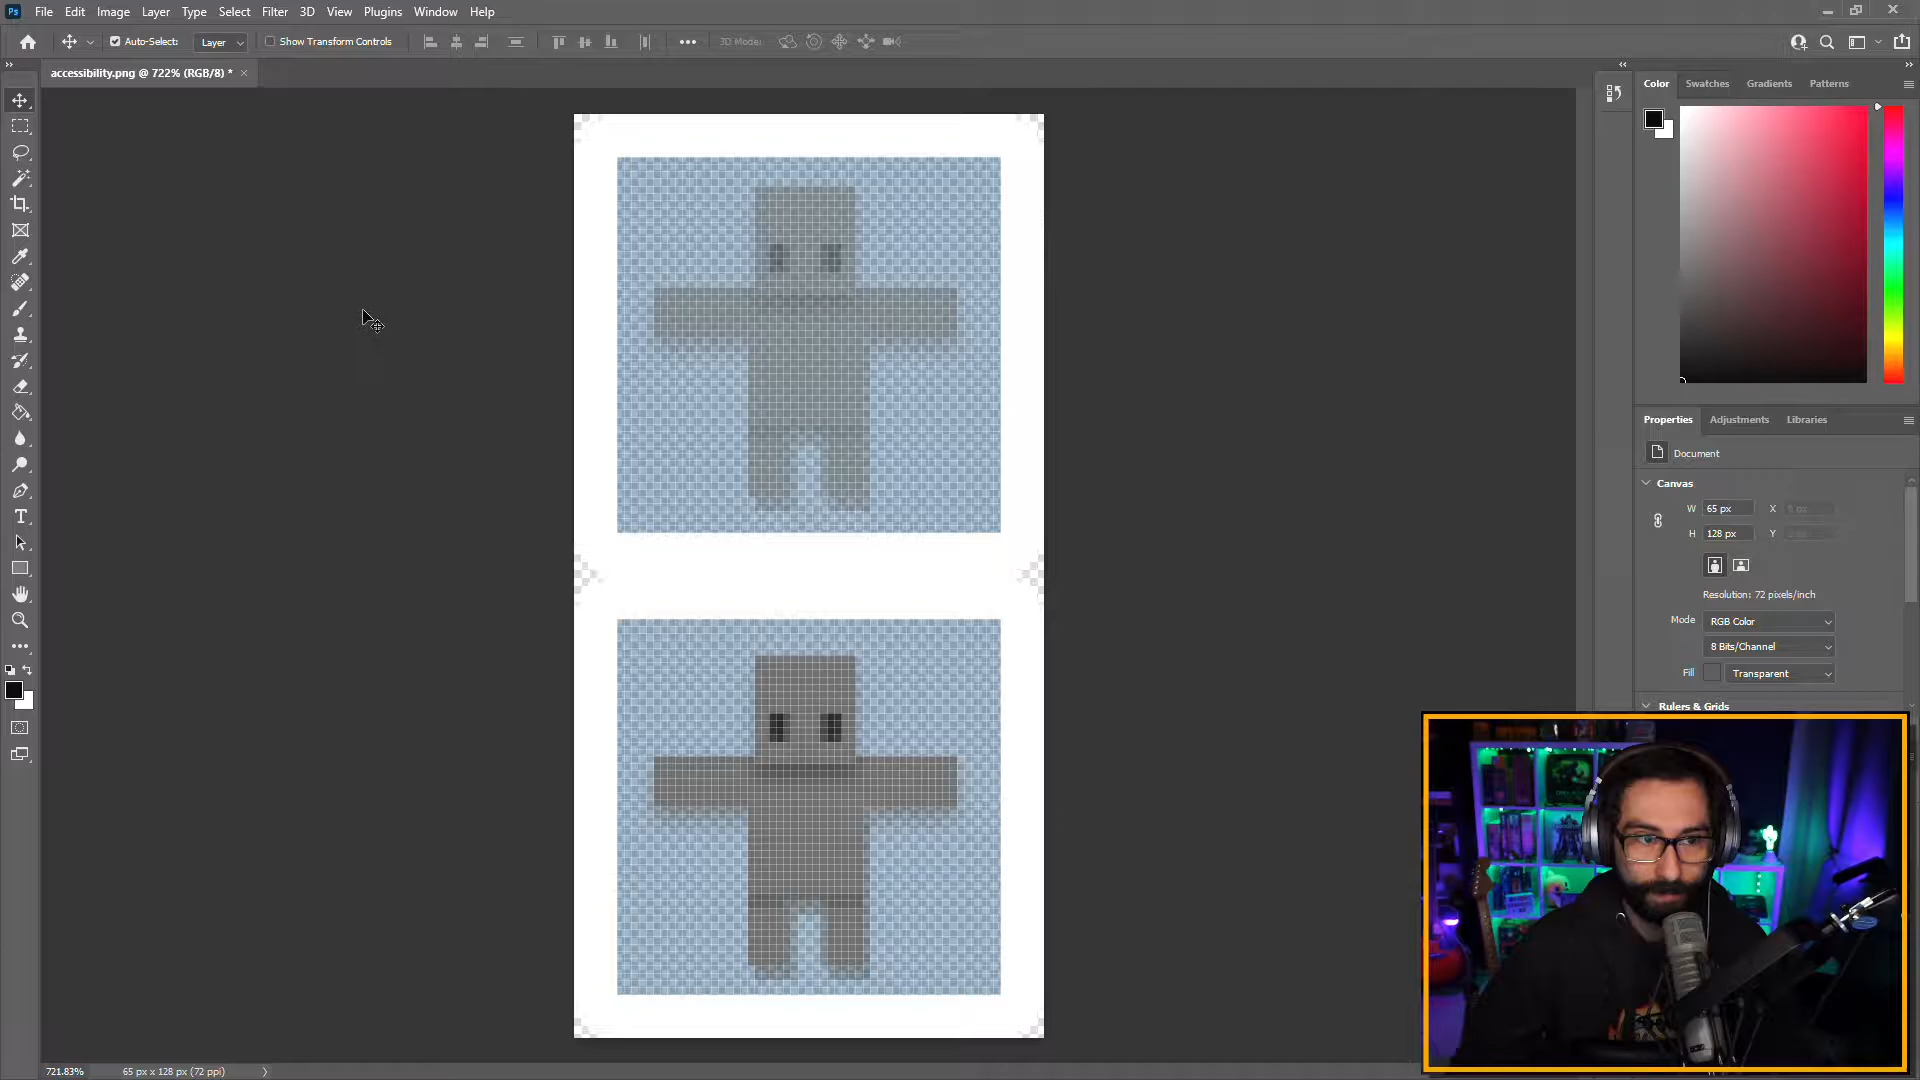 Ps File Edit Image Layer Type Select Filter 3D View Plugins Window Help
Auto-Select: Layer Show Transform Controls 3D Mode:
accessibility.png @ 722% (RGB/8) *
Color Swatches Gradients Patterns
Properties Adjustments Libraries
Document
Canvas
W 65 px X
H 128 px Y
Resolution: 72 pixels/inch
Mode RGB Color
8 Bits/Channel
Fill Transparent
Rulers & Grids
721.83% 65 px x 128 px (72 ppi)